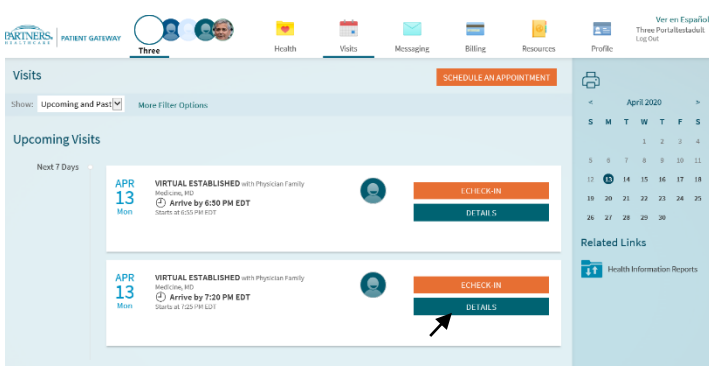 PARTNERS.
HEALTHCARE
PATIENT GATEWAY
Three
Health
Visits
Messaging
Billing
Resources
Profile
Ver en Español
Three Portaltestadult
Log Out
Visits
SCHEDULE AN APPOINTMENT
Show: Upcoming and Past
More Filter Options
Upcoming Visits
Next 7 Days
APR
13
Mon
VIRTUAL ESTABLISHED with Physician Family
Medicine, MD
Arrive by 6:50 PM EDT
Starts at 6:55 PM EDT
ECHECK-IN
DETAILS
APR
13
Mon
VIRTUAL ESTABLISHED with Physician Family
Medicine, MD
Arrive by 7:20 PM EDT
Starts at 7:25 PM EDT
ECHECK-IN
DETAILS
« April 2020 »
S M T W T F S
1 2 3 4
5 6 7 8 9 10 11
12 13 14 15 16 17 18
19 20 21 22 23 24 25
26 27 28 29 30
Related Links
Health Information Reports